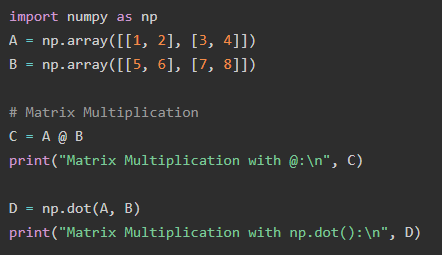 import numpy as np
A = np.array([[1, 2], [3, 4]])
B = np.array([[5, 6], [7, 8]])
# Matrix Multiplication
C = A @ B
print("Matrix Multiplication with @:\n", C)
D = np.dot(A, B)
print("Matrix Multiplication with np.dot():\n", D)